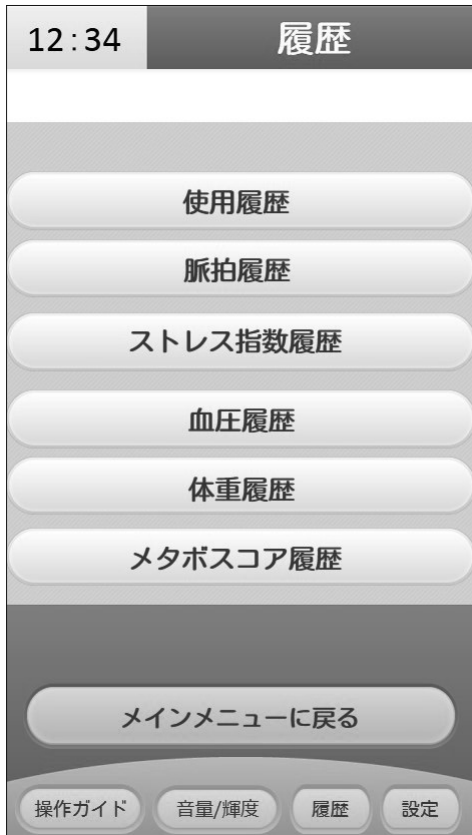 12:34
履歴
使用履歴
脈拍履歴
ストレス指数履歴
血圧履歴
体重履歴
メタボスコア履歴
メインメニューに戻る
操作ガイド 音量/輝度 履歴 設定